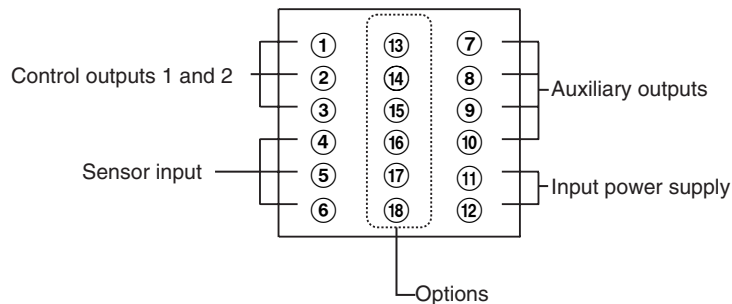 Control outputs 1 and 2
Sensor input
1 13 7
2 14 8
3 15 9
4 16 10
5 17 11
6 18 12
Auxiliary outputs
Input power supply
Options